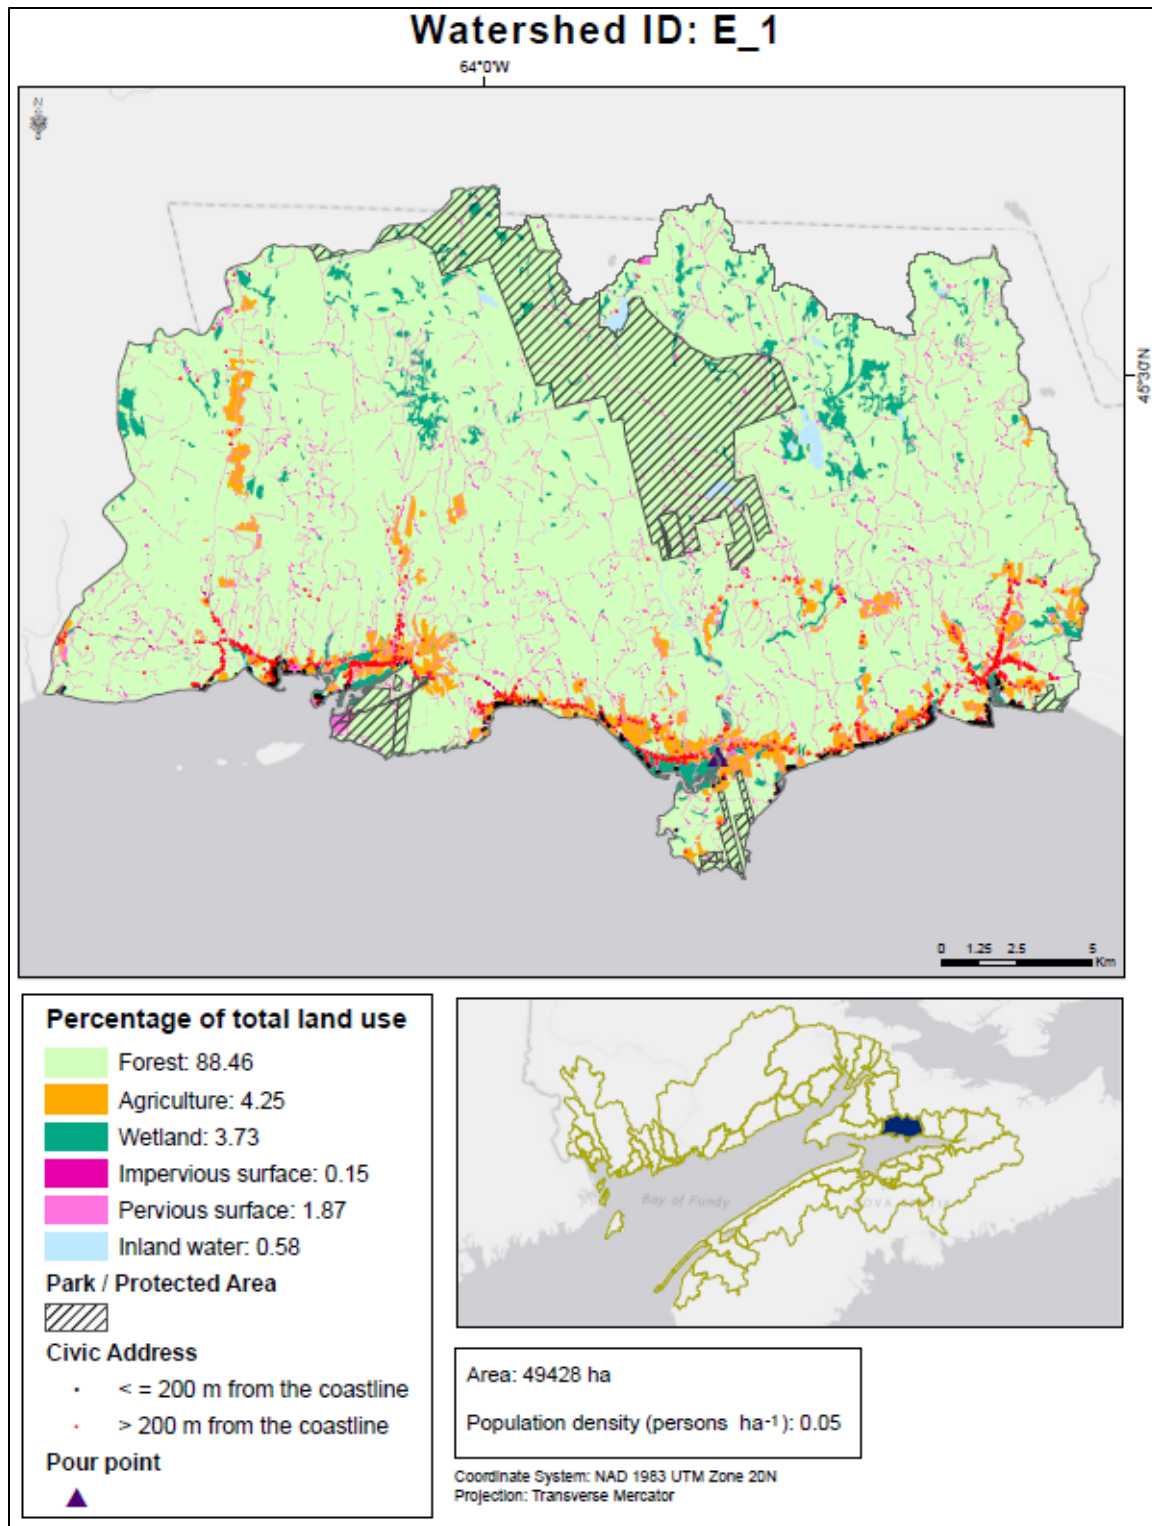 Watershed ID: E_1
64°0'W
N
45°30'N
0 1.25 2.5 5
Km
Percentage of total land use
Forest: 88.46
Agriculture: 4.25
Wetland: 3.73
Impervious surface: 0.15
Pervious surface: 1.87
Inland water: 0.58
Park / Protected Area
Civic Address
< = 200 m from the coastline
> 200 m from the coastline
Pour point
Bay of Fundy
Area: 49428 ha
Population density (persons ha-1): 0.05
Coordinate System: NAD 1983 UTM Zone 20N
Projection: Transverse Mercator